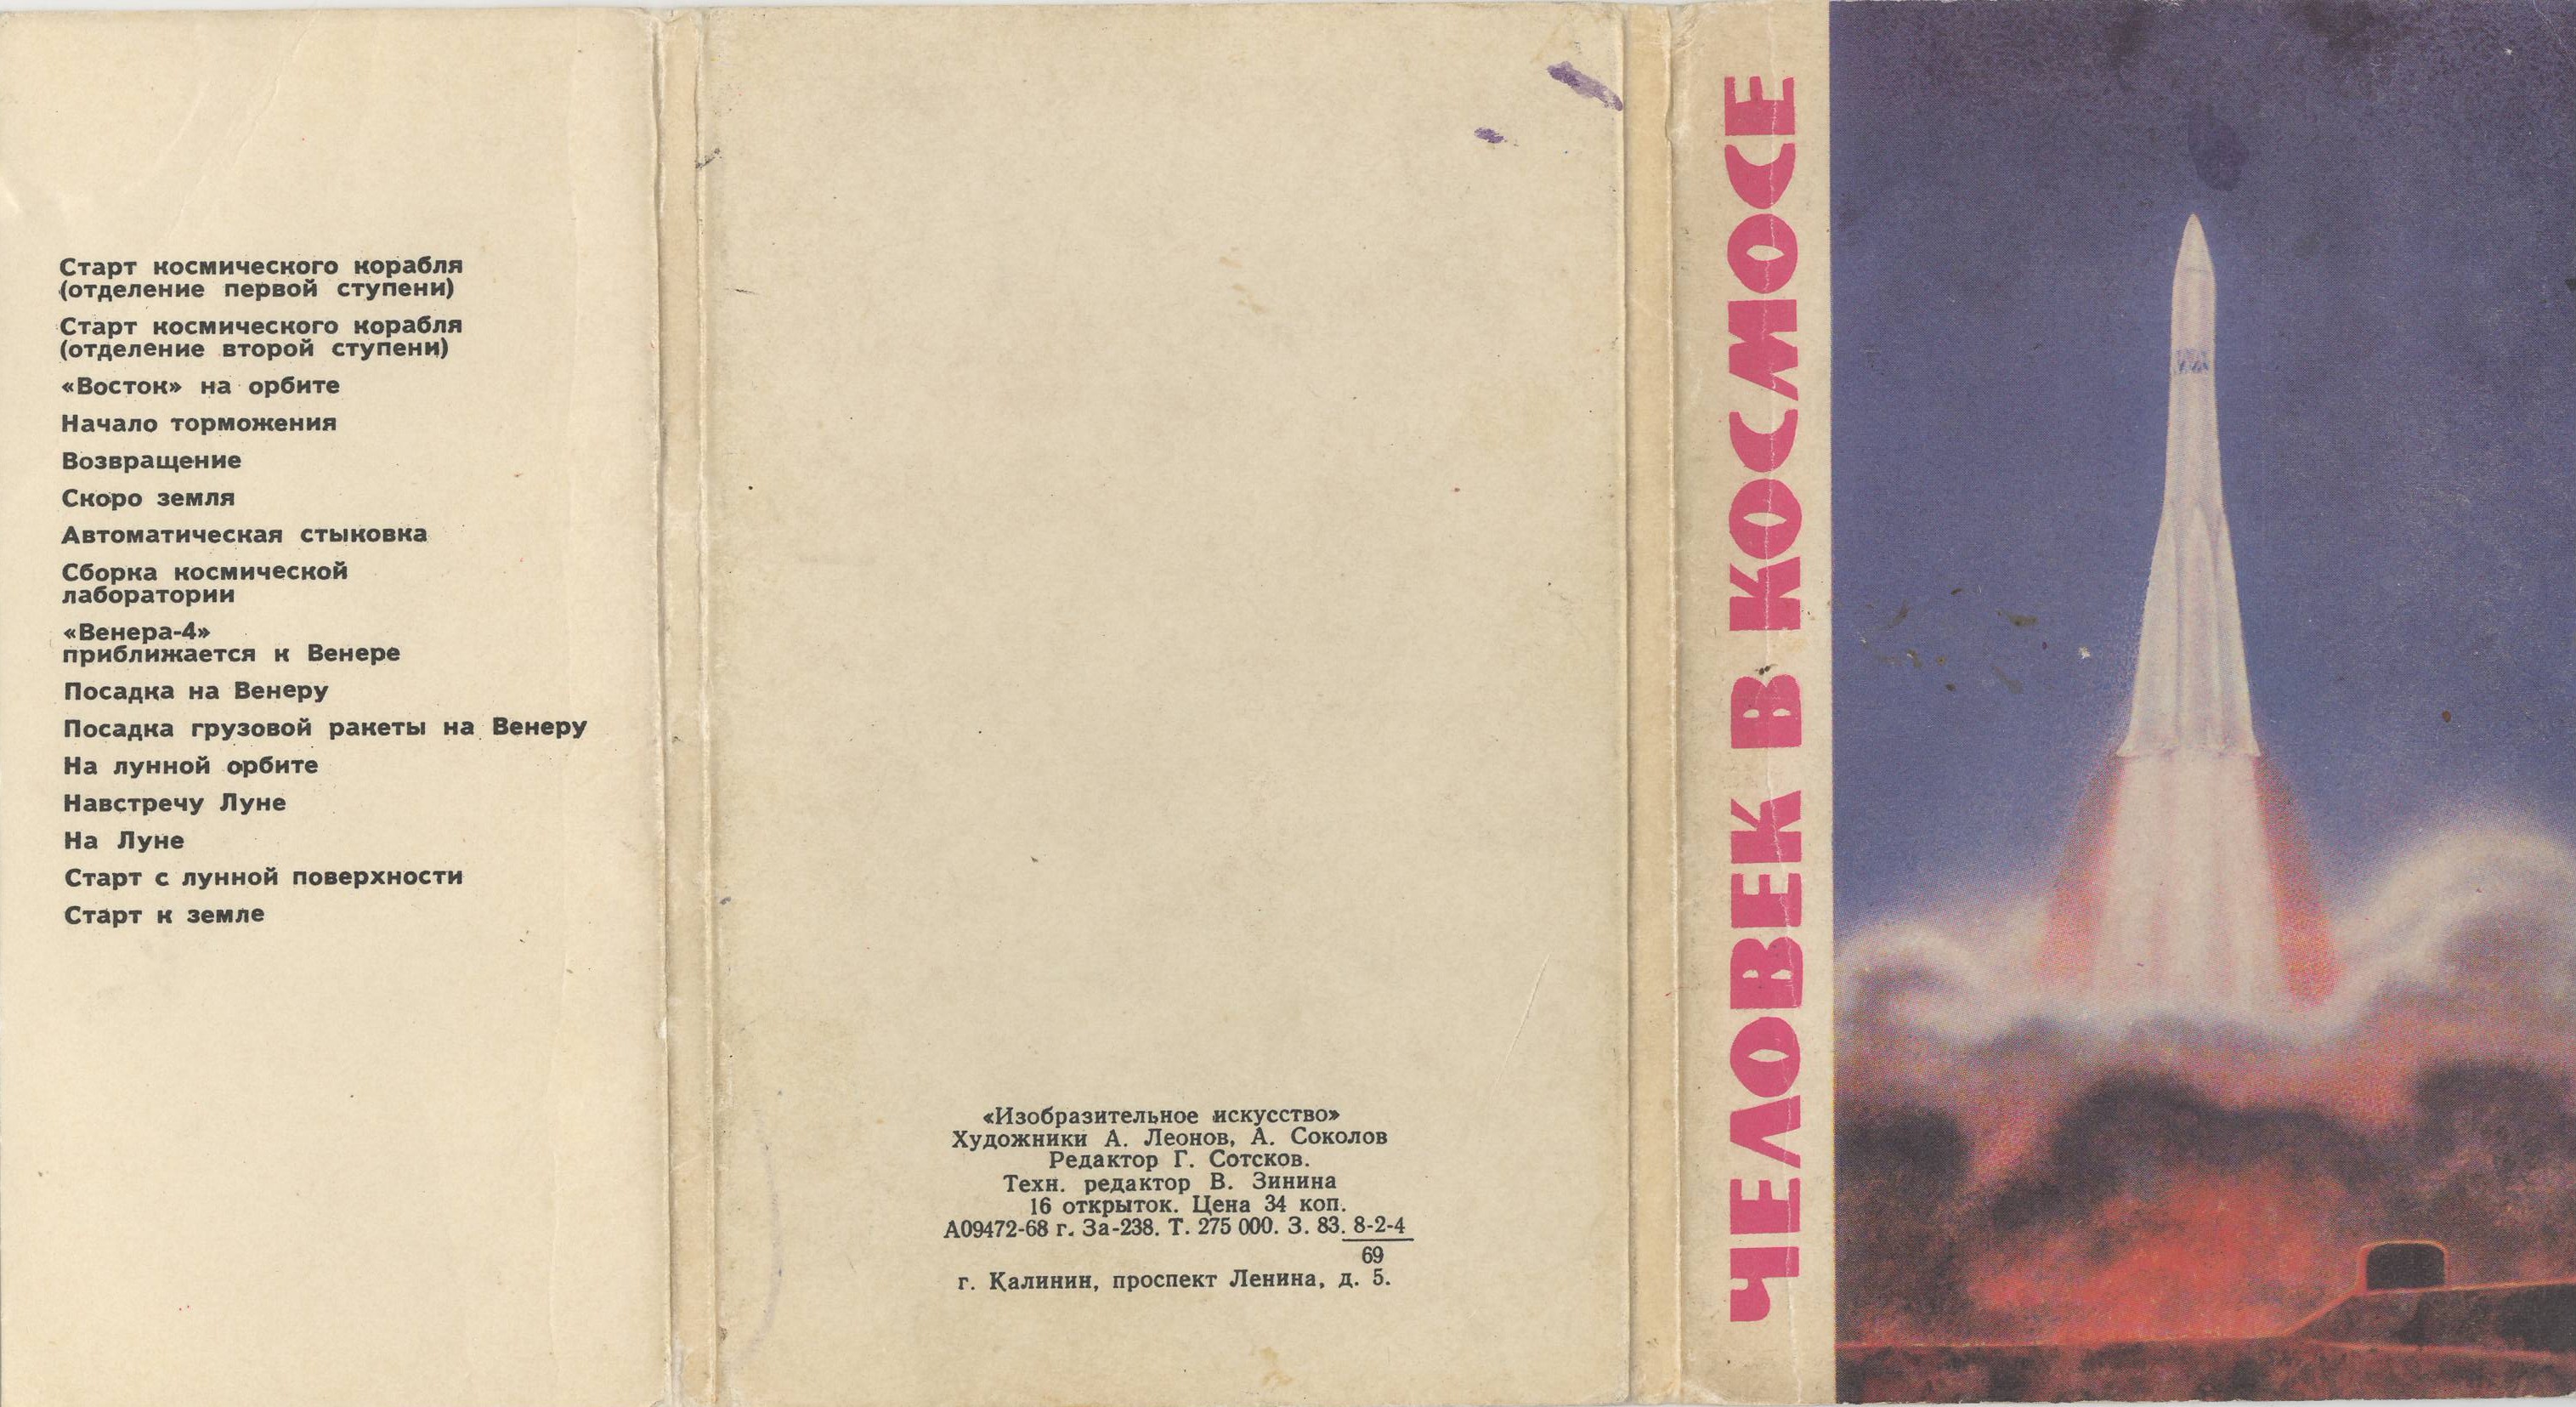 Старт космического корабля
(отделение первой ступени)
Старт космического корабля
(отделение второй ступени)
«Восток» на орбите
Начало торможения
Возвращение
Скоро земля
Автоматическая стыковка
Сборка космической
лаборатории
«Венера-4»
приближается к Венере
Посадка на Венеру
Посадка грузовой ракеты на Венеру
На лунной орбите
Навстречу Луне
На Луне
Старт с лунной поверхности
Старт к земле
«Изобразительное искусство»
Художники А. Леонов, А. Соколов
Редактор Г. Сотсков.
Техн. редактор В. Зинина
16 открыток. Цена 34 коп.
А09472-68 г. За-238. Т. 275 000. З. 83. 8-2-4
69
г. Калинин, проспект Ленина, д. 5.
ЧЕЛОВЕК В КОСМОСЕ